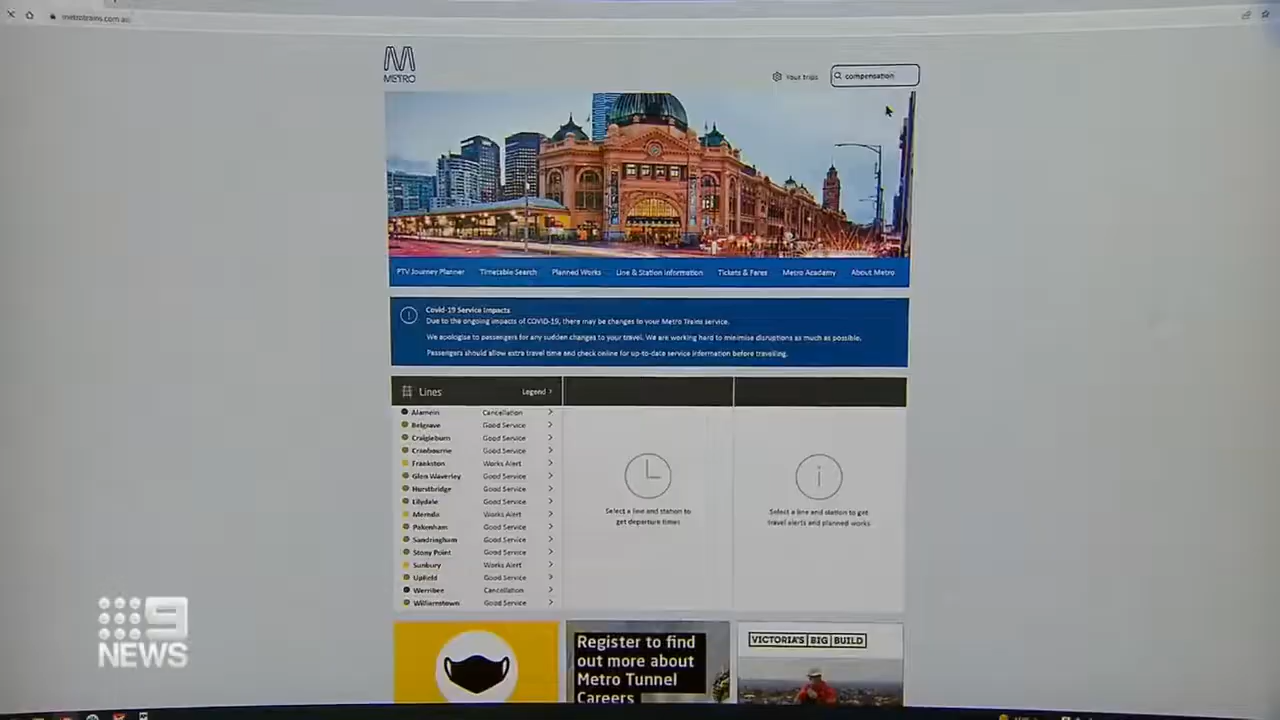 metrotrains.com.au
METRO
Your trips
compensation
PTV Journey Planner Timetable Search Planned Works Line & Station Information Tickets & Fares Metro Academy About Metro
Covid-19 Service Impacts
Due to the ongoing impacts of COVID-19, there may be changes to your Metro Trains service.
We apologise to passengers for any sudden changes to your travel. We are working hard to minimise disruptions as much as possible.
Passengers should allow extra travel time and check online for up-to-date service information before travelling.
Lines Legend
Alamein Cancellation
Belgrave Good Service
Craigieburn Good Service
Cranbourne Good Service
Frankston Works Alert
Glen Waverley Good Service
Hurstbridge Good Service
Lilydale Good Service
Mernda Works Alert
Pakenham Good Service
Sandringham Good Service
Stony Point Good Service
Sunbury Works Alert
Upfield Good Service
Werribee Cancellation
Williamstown Good Service
Select a line and station to
get departure times
Select a line and station to get
travel alerts and planned works
Register to find
out more about
Metro Tunnel
Careers
VICTORIA'S BIG BUILD
9
NEWS